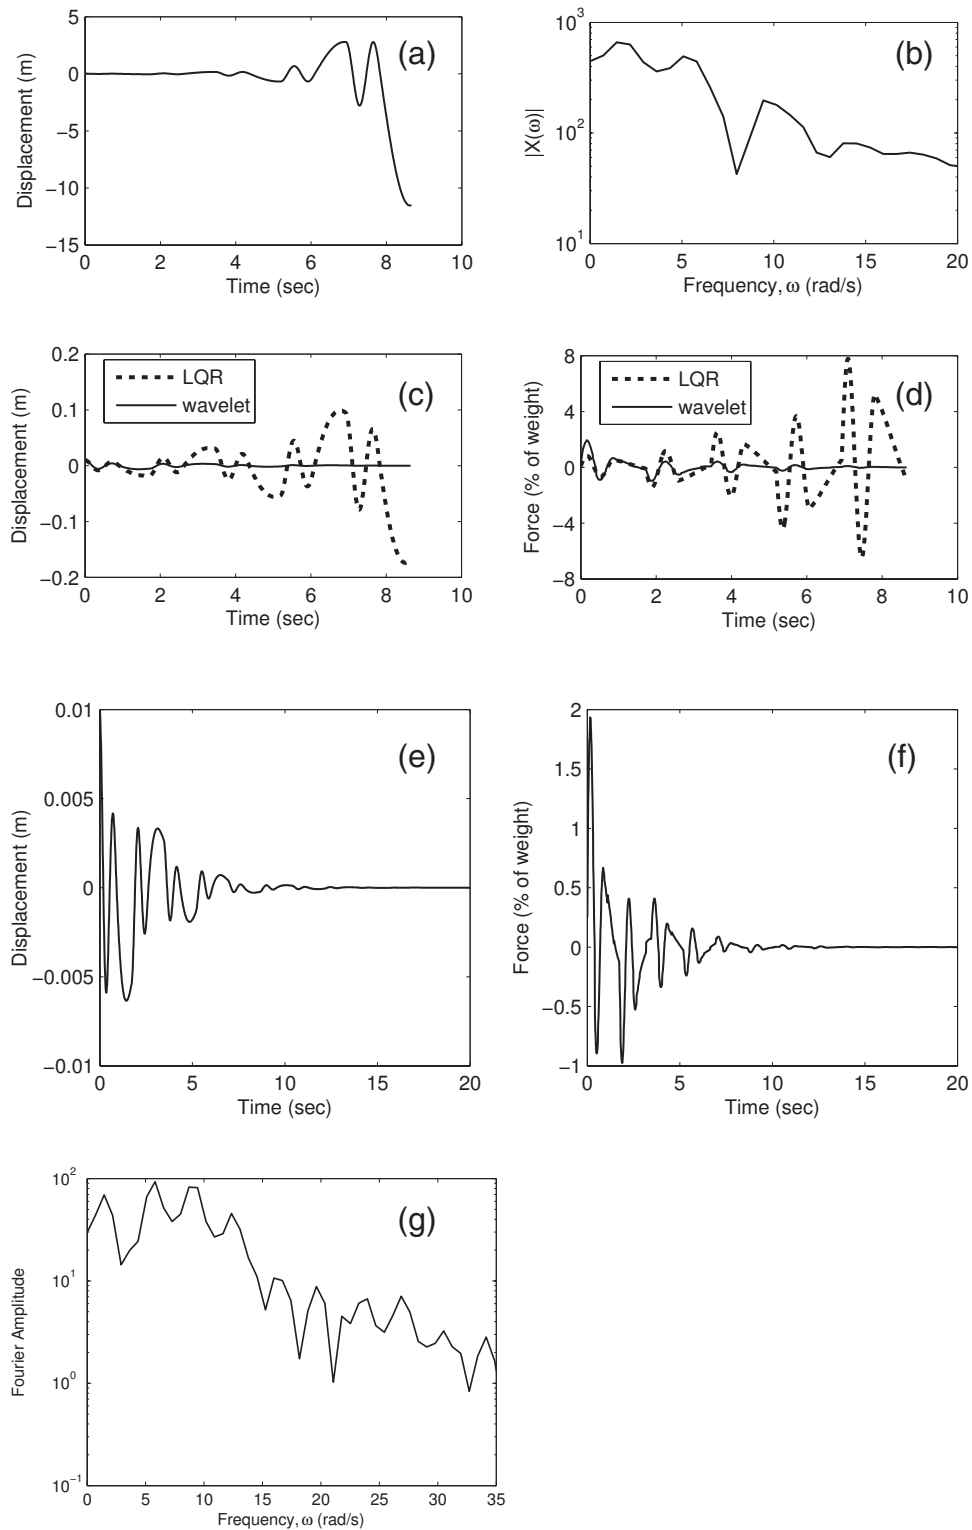 5
0
−5
−10
−15
Displacement (m)
(a)
0 2 4 6 8 10
Time (sec)
10^3
10^2
10^1
|X(ω)|
(b)
0 5 10 15 20
Frequency, ω (rad/s)
0.2
0.1
0
−0.1
−0.2
Displacement (m)
LQR
wavelet
(c)
0 2 4 6 8 10
Time (sec)
8
4
0
−4
−8
Force (% of weight)
LQR
wavelet
(d)
0 2 4 6 8 10
Time (sec)
0.01
0.005
0
−0.005
−0.01
Displacement (m)
(e)
0 5 10 15 20
Time (sec)
2
1.5
1
0.5
0
−0.5
−1
Force (% of weight)
(f)
0 5 10 15 20
Time (sec)
10^2
10^1
10^0
10^−1
Fourier Amplitude
(g)
0 5 10 15 20 25 30 35
Frequency, ω (rad/s)